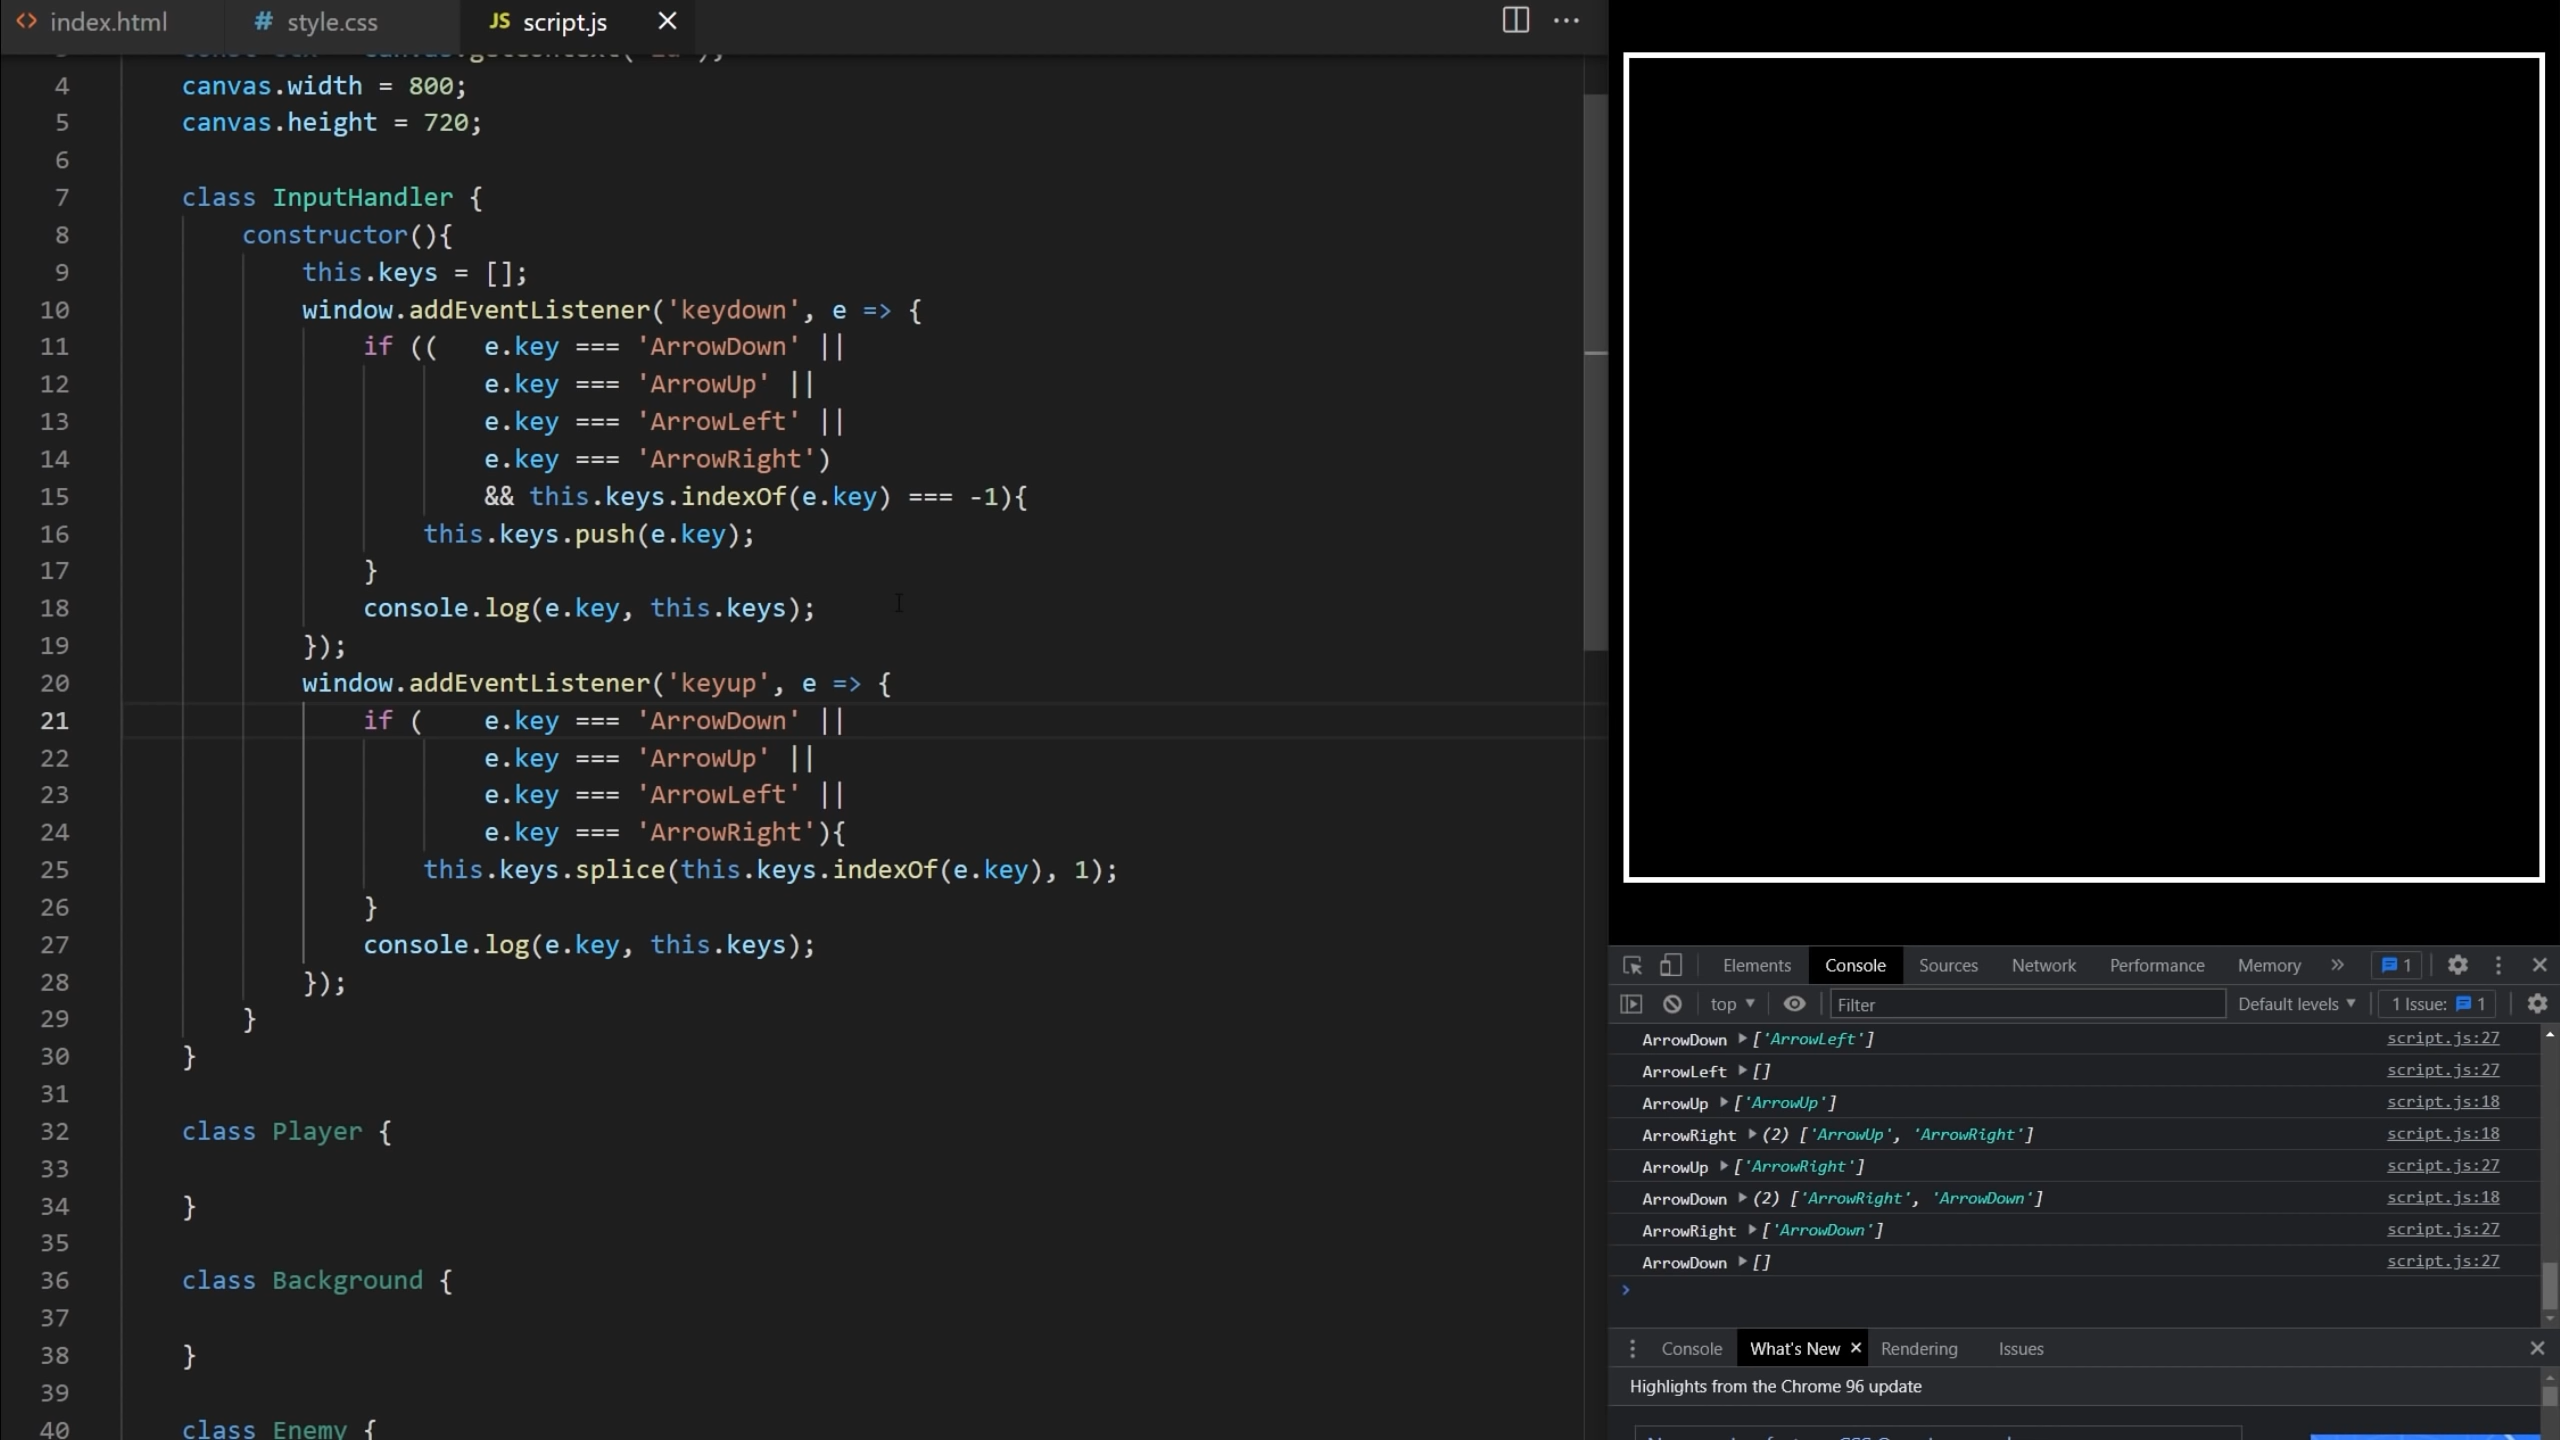 index.html
style.css
JS script.js
4 canvas.width = 800;
5 canvas.height = 720;
6
7 class InputHandler {
8 constructor(){
9 this.keys = [];
10 window.addEventListener('keydown', e => {
11 if (( e.key === 'ArrowDown' ||
12 e.key === 'ArrowUp' ||
13 e.key === 'ArrowLeft' ||
14 e.key === 'ArrowRight')
15 && this.keys.indexOf(e.key) === -1){
16 this.keys.push(e.key);
17 }
18 console.log(e.key, this.keys);
19 });
20 window.addEventListener('keyup', e => {
21 if ( e.key === 'ArrowDown' ||
22 e.key === 'ArrowUp' ||
23 e.key === 'ArrowLeft' ||
24 e.key === 'ArrowRight'){
25 this.keys.splice(this.keys.indexOf(e.key), 1);
26 }
27 console.log(e.key, this.keys);
28 });
29 }
30 }
31
32 class Player {
33
34 }
35
36 class Background {
37
38 }
39
40 class Enemy {
Elements Console Sources Network Performance Memory » 1
top Filter Default levels 1 Issue: 1
ArrowDown ['ArrowLeft'] script.js:27
ArrowLeft [] script.js:27
ArrowUp ['ArrowUp'] script.js:18
ArrowRight (2) ['ArrowUp', 'ArrowRight'] script.js:18
ArrowUp ['ArrowRight'] script.js:27
ArrowDown (2) ['ArrowRight', 'ArrowDown'] script.js:18
ArrowRight ['ArrowDown'] script.js:27
ArrowDown [] script.js:27
Console What's New Rendering Issues
Highlights from the Chrome 96 update